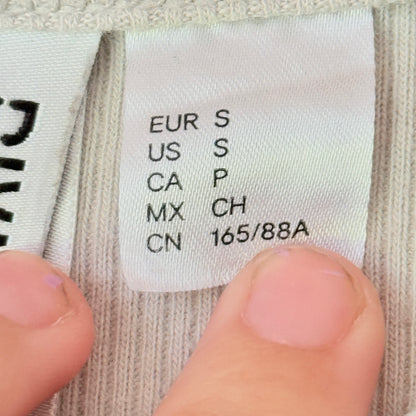 EUR S
US S
CA P
MX CH
CN 165/88A